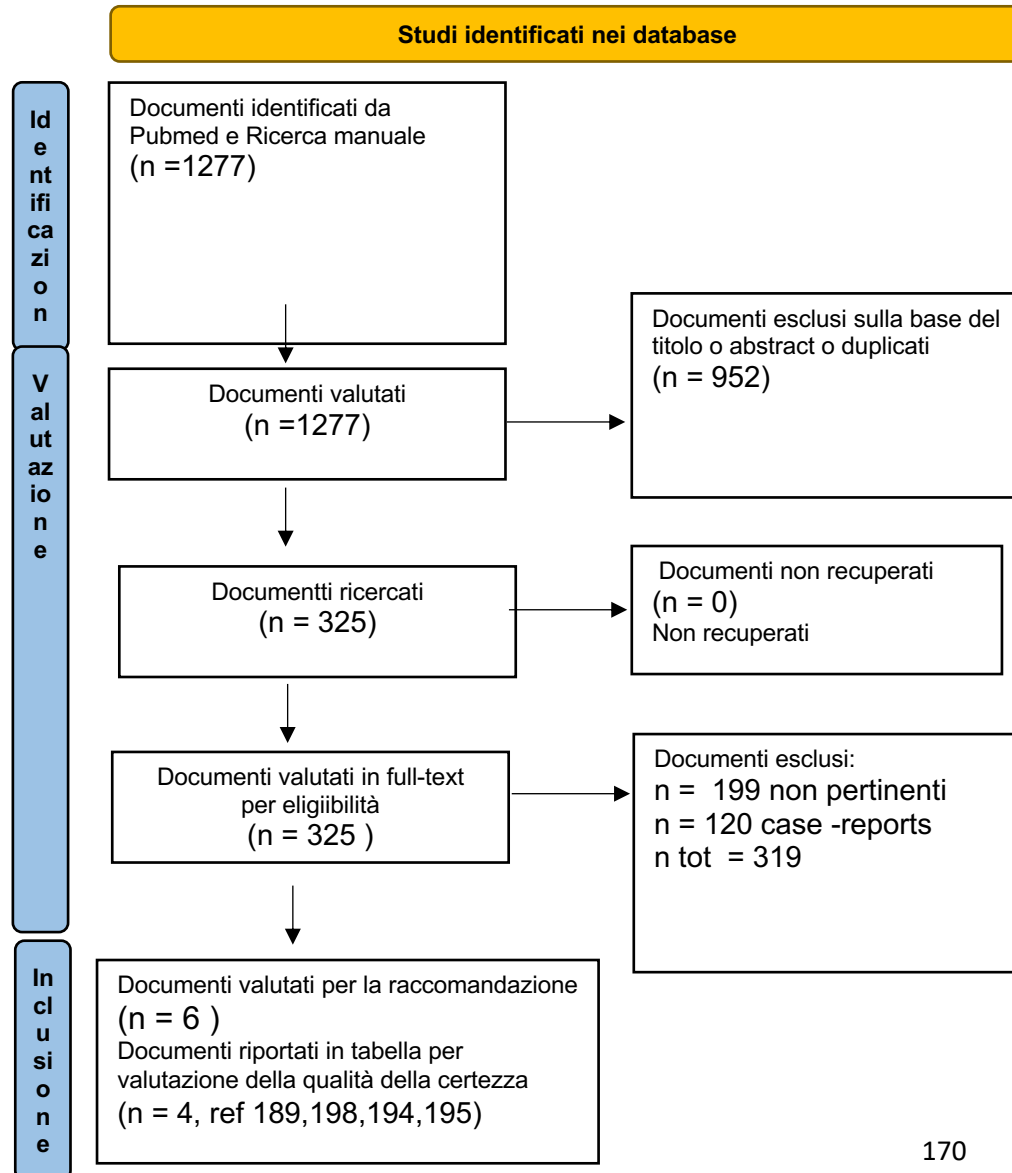 Studi identificati nei database
Id
e
nt
ifi
ca
zi
o
n
Documenti identificati da
Pubmed e Ricerca manuale
(n =1277)
Documenti esclusi sulla base del
titolo o abstract o duplicati
(n = 952)
V
al
ut
az
io
n
e
Documenti valutati
(n =1277)
Documentti ricercati
(n = 325)
Documenti non recuperati
(n = 0)
Non recuperati
Documenti valutati in full-text
per eligiibilità
(n = 325 )
Documenti esclusi:
n =  199 non pertinenti
n = 120 case -reports
n tot  = 319
In
cl
u
si
o
n
e
Documenti valutati per la raccomandazione
(n = 6 )
Documenti riportati in tabella per
valutazione della qualità della certezza
(n = 4, ref 189,198,194,195)
170